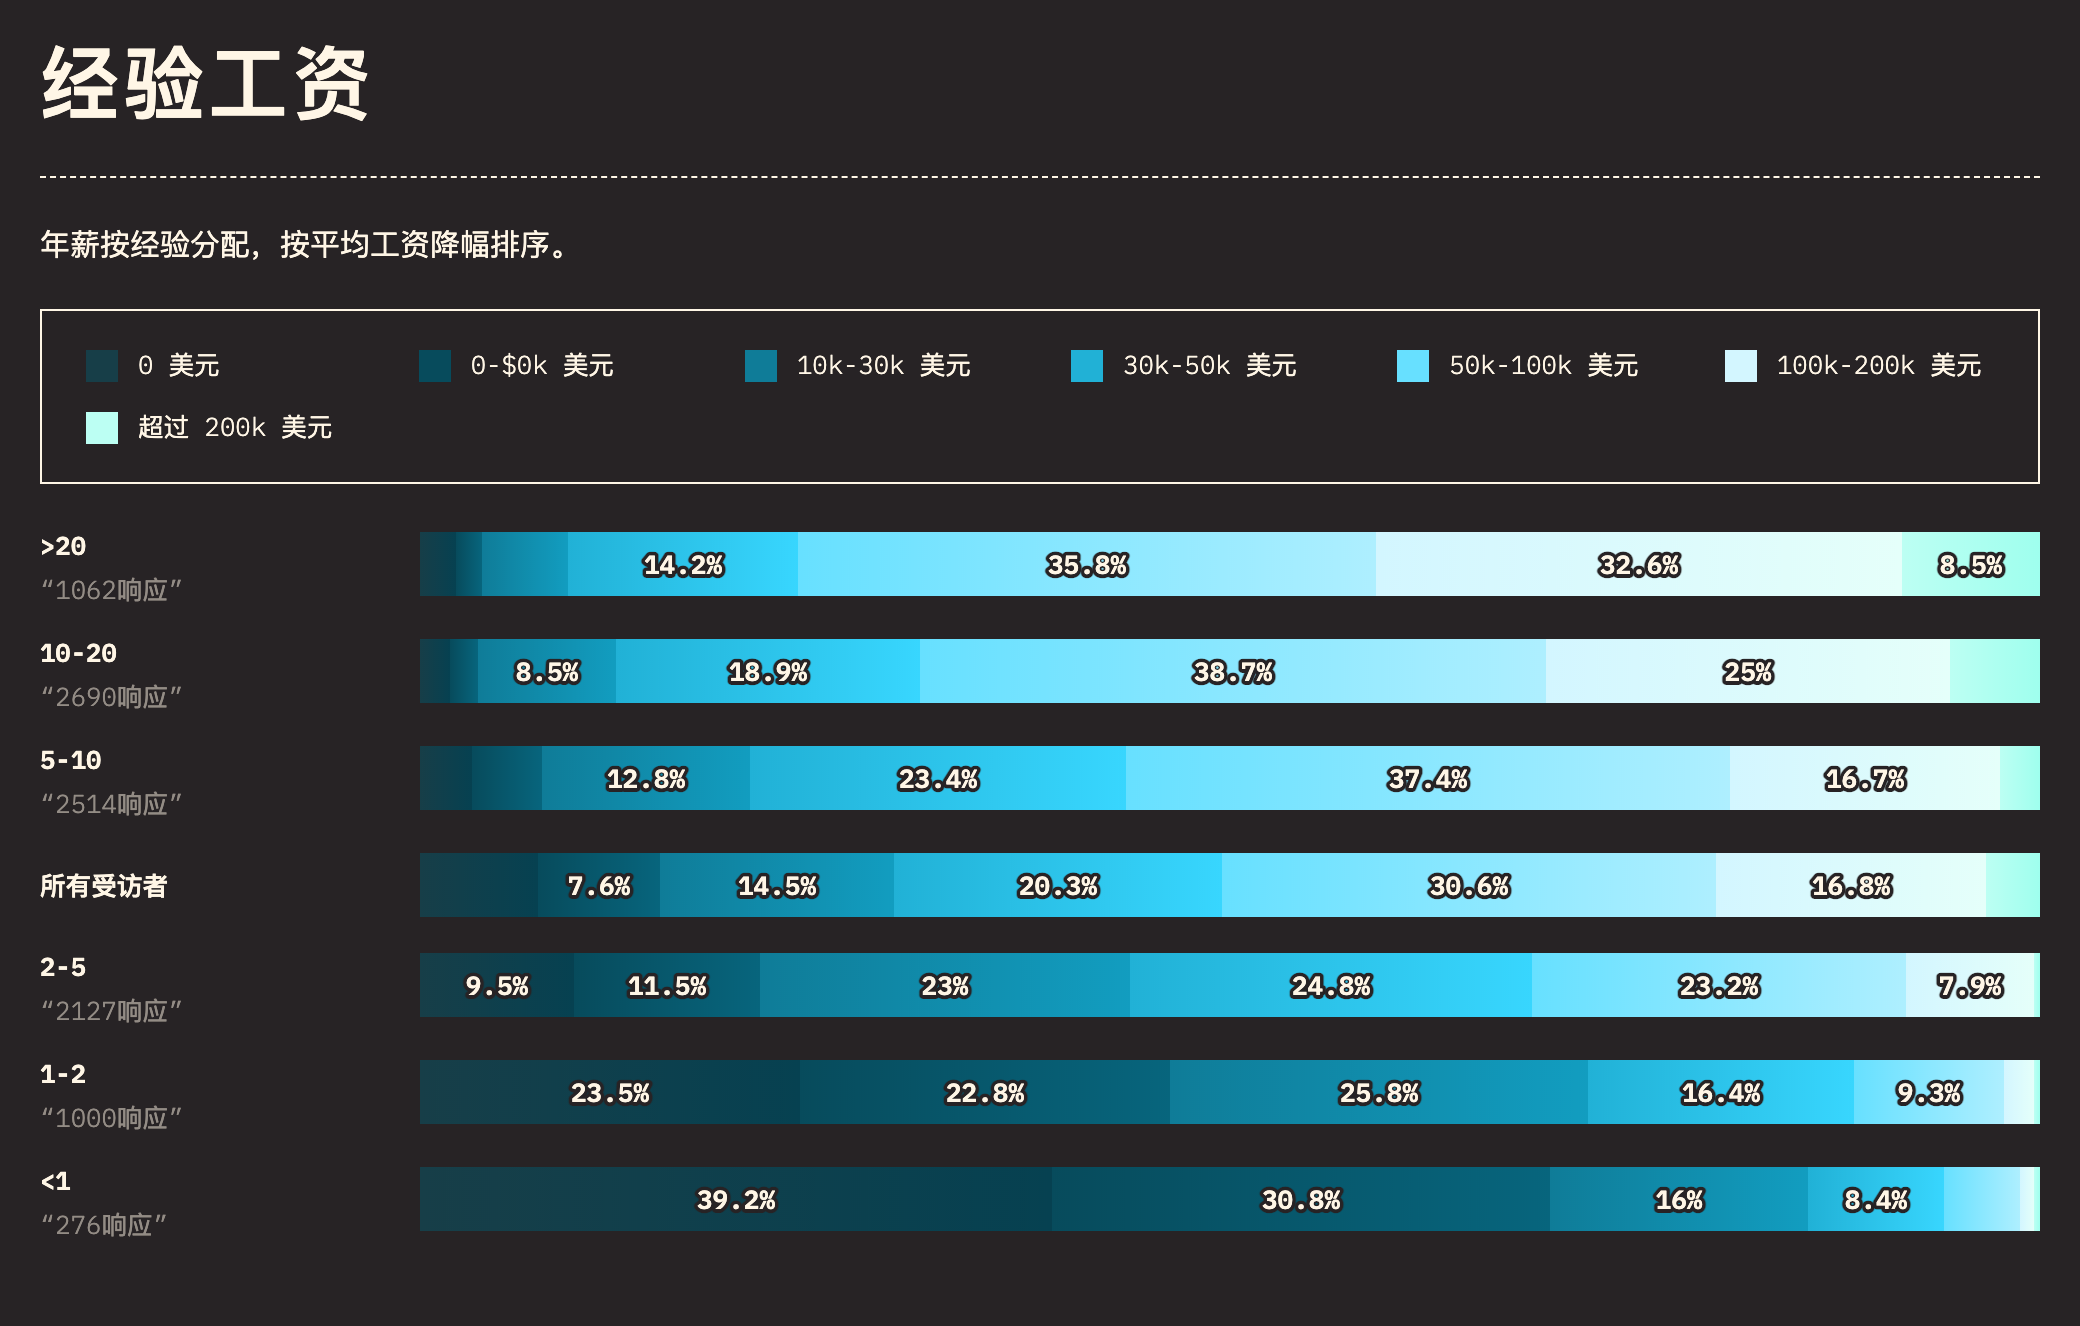 经验工资
年薪按经验分配，按平均工资降幅排序。
0 美元 0-$0k 美元 10k-30k 美元 30k-50k 美元 50k-100k 美元 100k-200k 美元
超过 200k 美元
>20
“1062响应”
14.2% 35.8% 32.6% 8.5%
10-20
“2690响应”
8.5% 18.9% 38.7% 25%
5-10
“2514响应”
12.8% 23.4% 37.4% 16.7%
所有受访者
7.6% 14.5% 20.3% 30.6% 16.8%
2-5
“2127响应”
9.5% 11.5% 23% 24.8% 23.2% 7.9%
1-2
“1000响应”
23.5% 22.8% 25.8% 16.4% 9.3%
<1
“276响应”
39.2% 30.8% 16% 8.4%